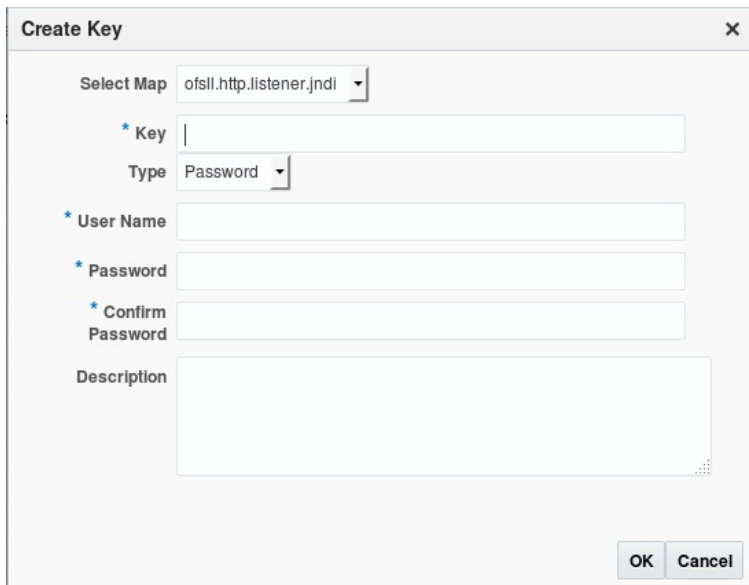 Create Key
Select Map ofsll.http.listener.jndi
* Key
Type Password
* User Name
* Password
* Confirm
Password
Description
OK Cancel